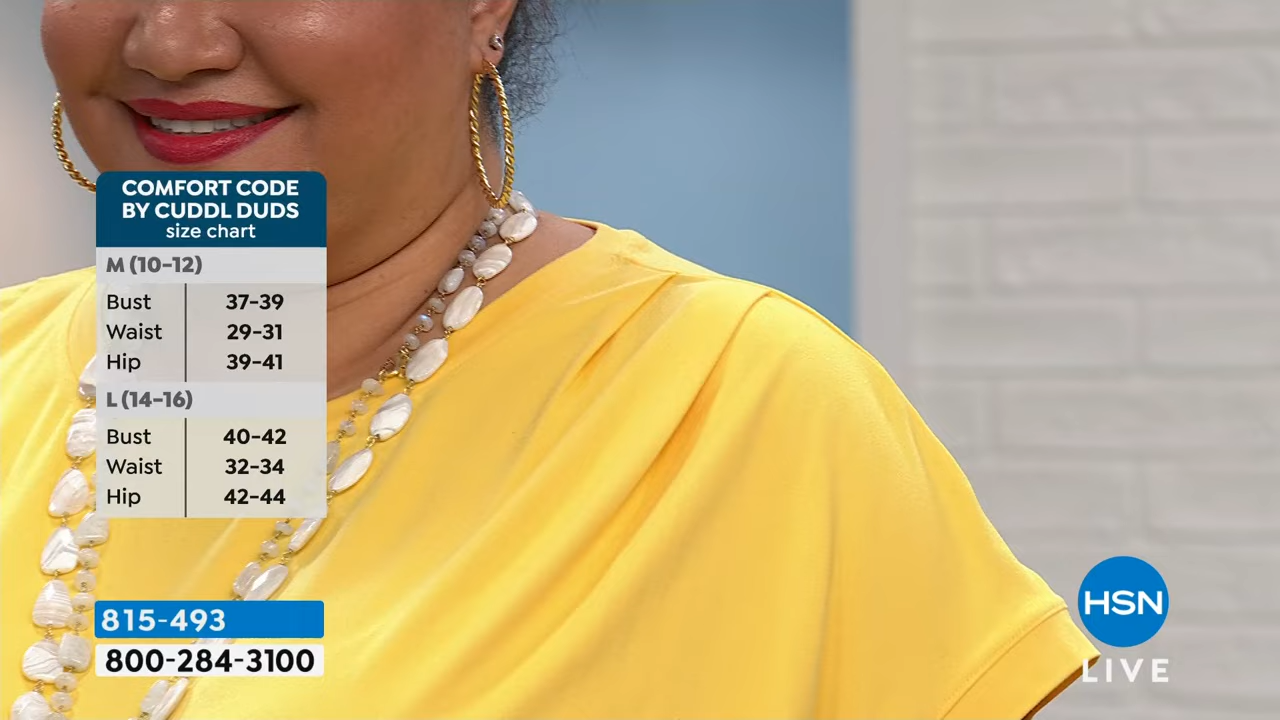 COMFORT CODE
BY CUDDL DUDS
size chart
M (10-12)
Bust 37-39
Waist 29-31
Hip 39-41
L (14-16)
Bust 40-42
Waist 32-34
Hip 42-44
815-493
800-284-3100
HSN
LIVE